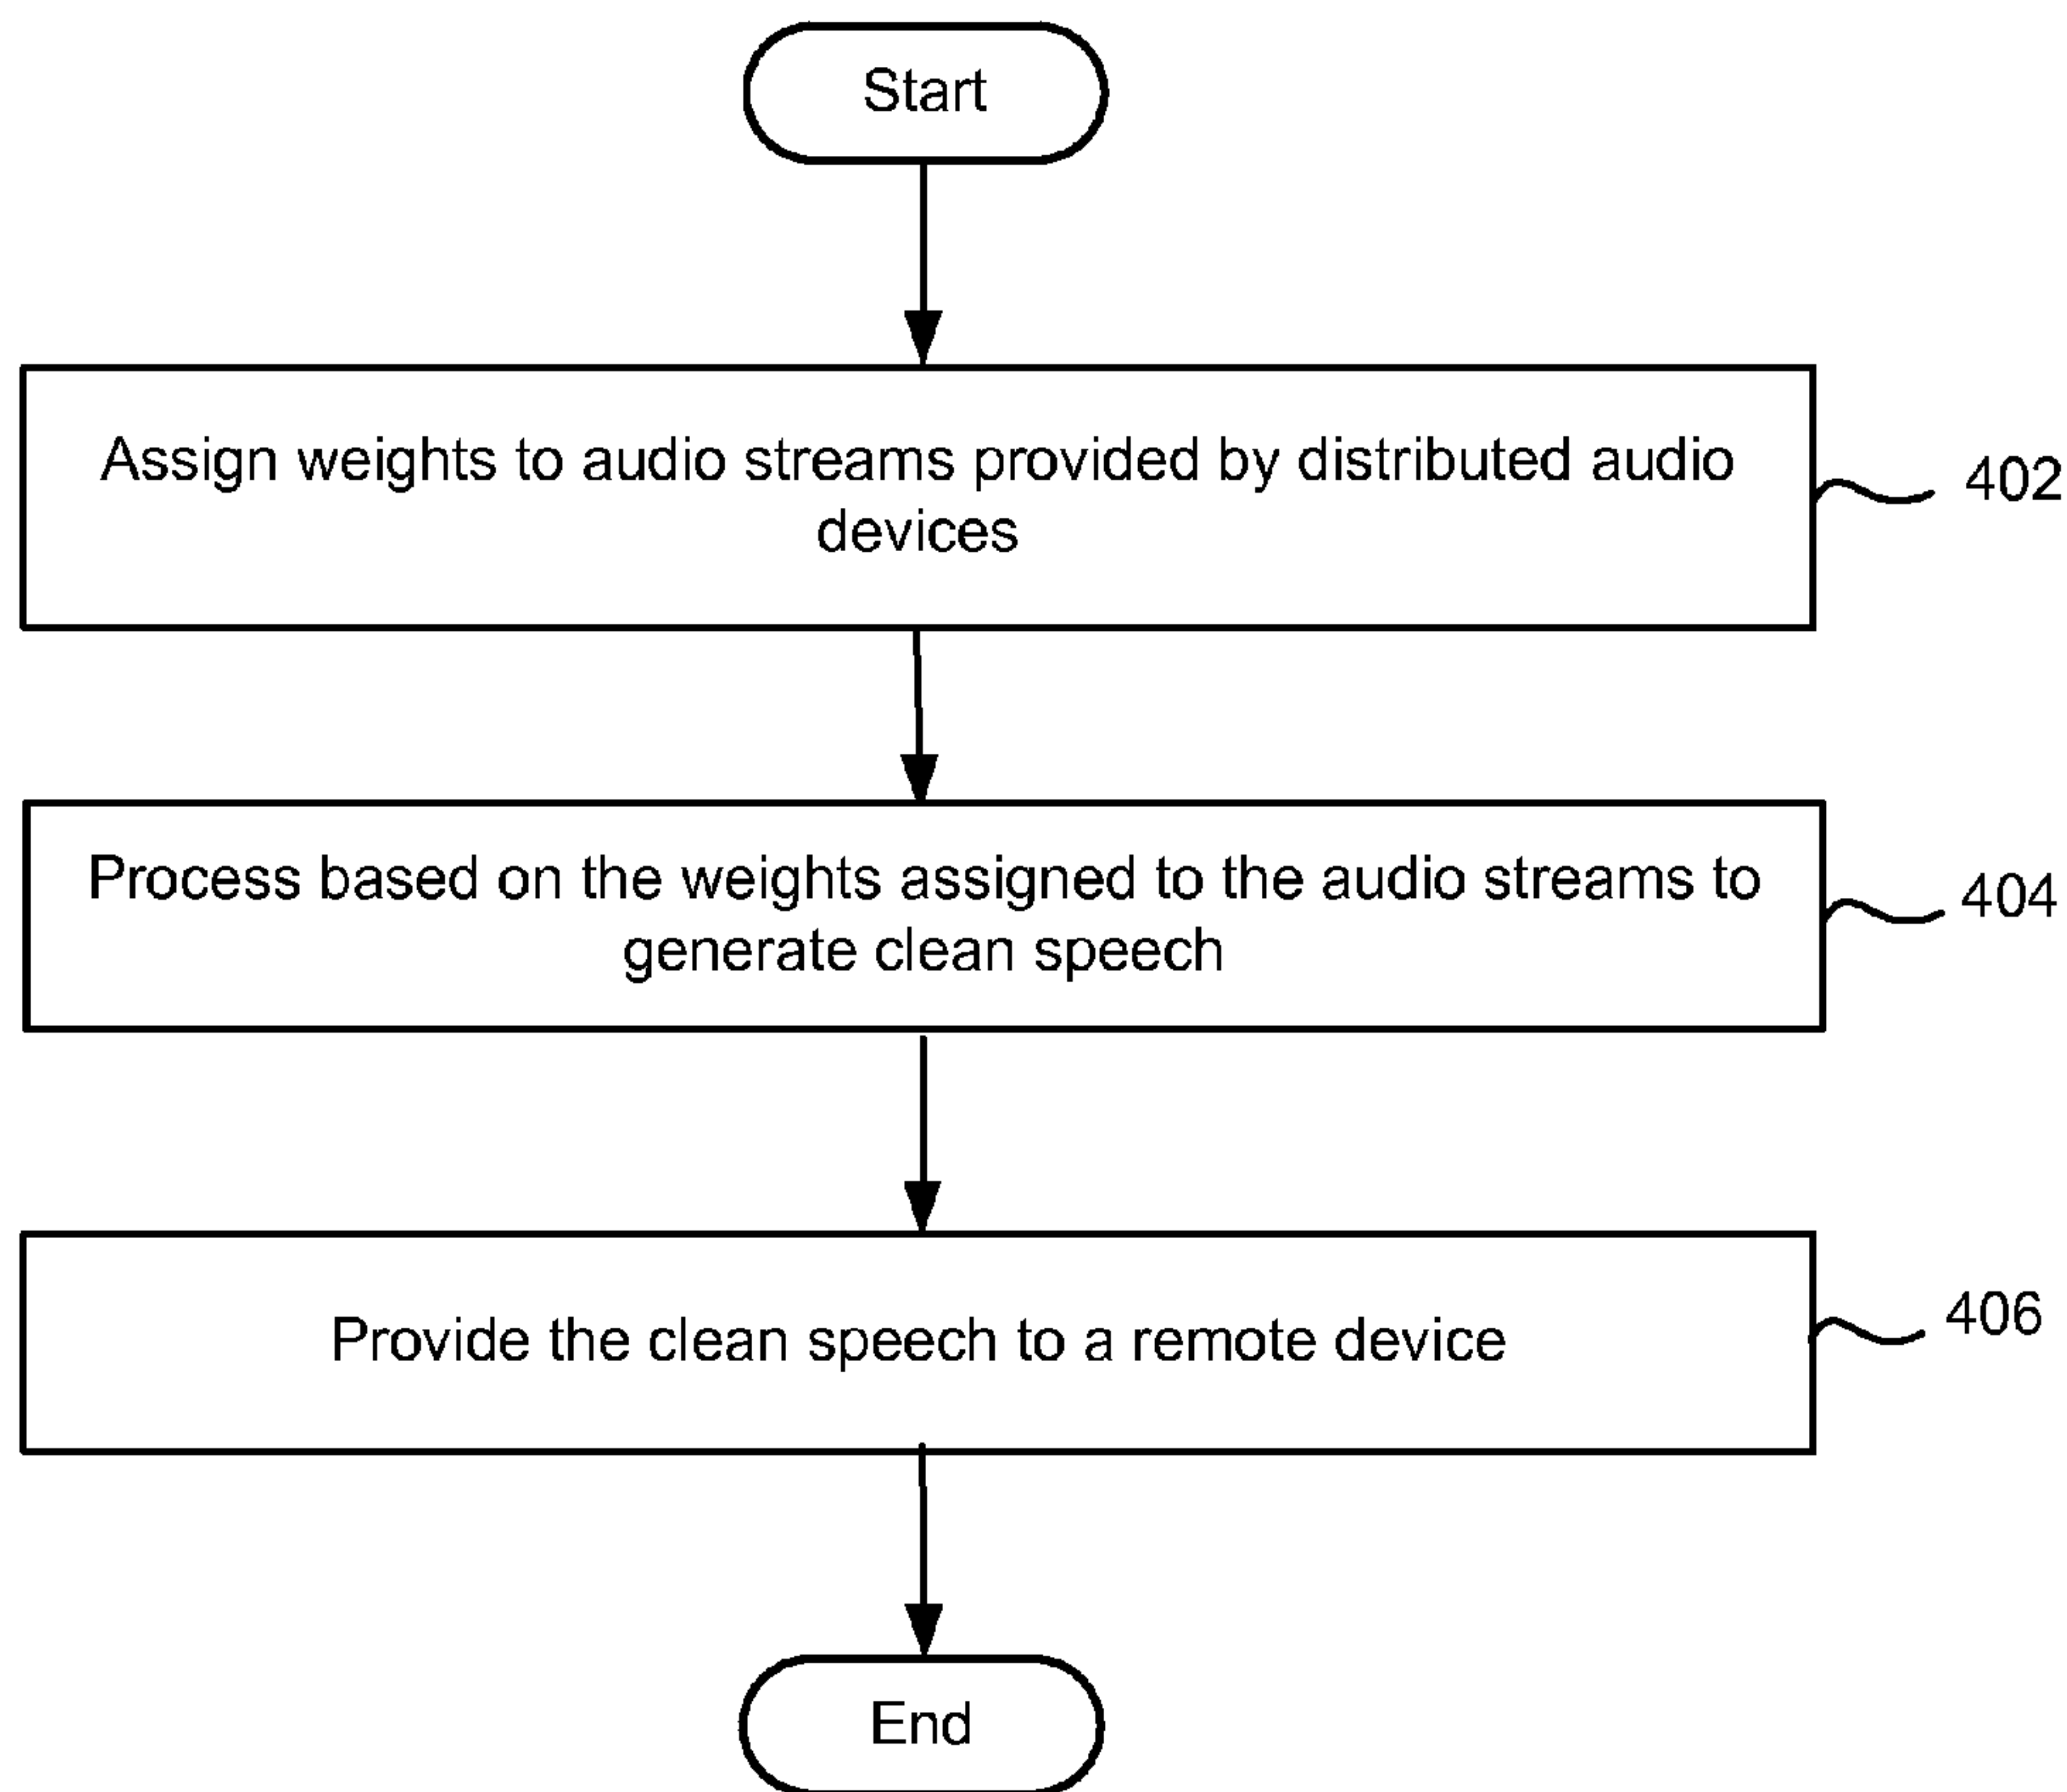 Start
Assign weights to audio streams provided by distributed audio
devices
402
Process based on the weights assigned to the audio streams to
generate clean speech
404
Provide the clean speech to a remote device
406
End